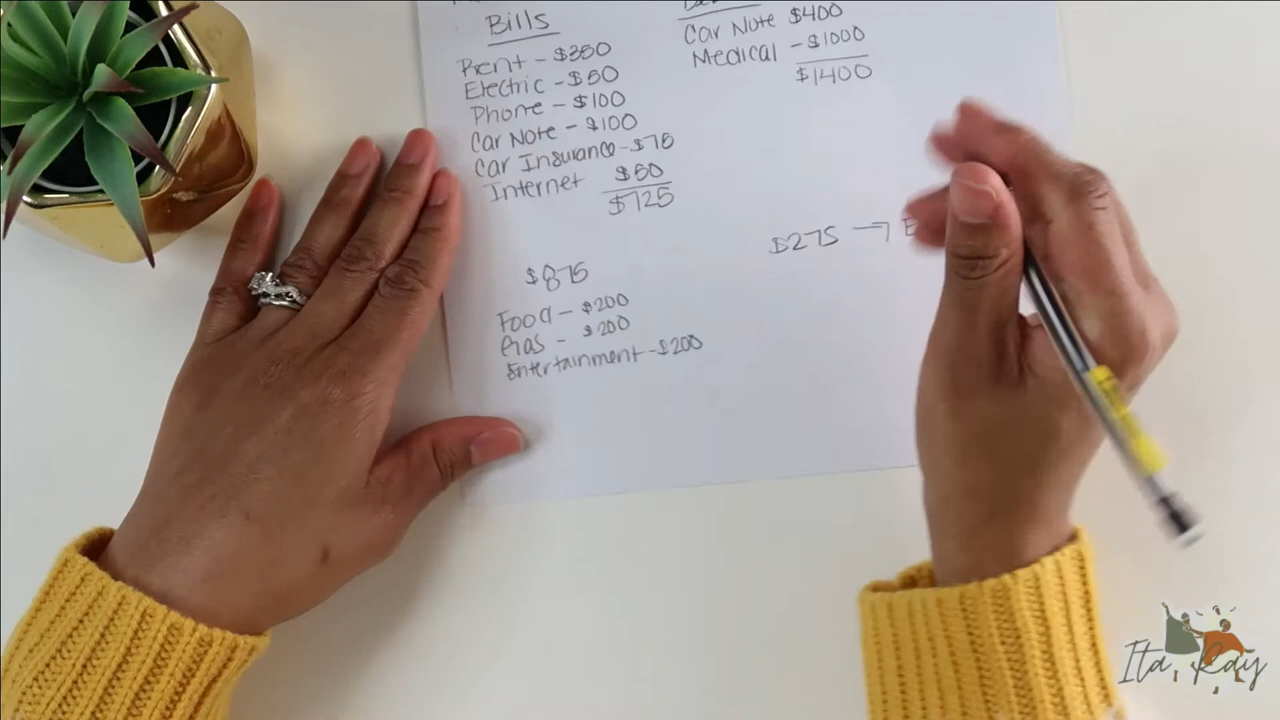 Bills
Rent - $350
Electric - $50
Phone - $100
Car Note - $100
Car Insurance - $75
Internet $50
$725
Car Note $400
Medical - $1000
$1400
$275 → E
$875
Food - $200
Gas - $200
Entertainment - $200
Ita Kay